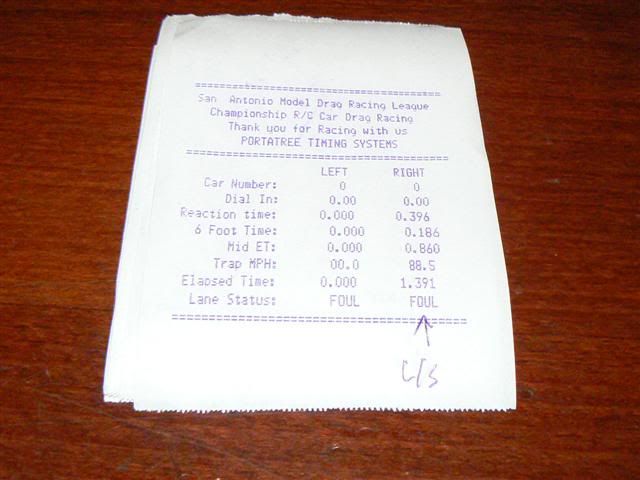 San Antonio Model Drag Racing League
Championship R/C Car Drag Racing
Thank you for Racing with us
PORTATREE TIMING SYSTEMS
LEFT RIGHT
Car Number: 0 0
Dial In: 0.00 0.00
Reaction time: 0.000 0.396
6 Foot Time: 0.000 0.186
Mid ET: 0.000 0.860
Trap MPH: 00.0 88.5
Elapsed Time: 0.000 1.391
Lane Status: FOUL FOUL